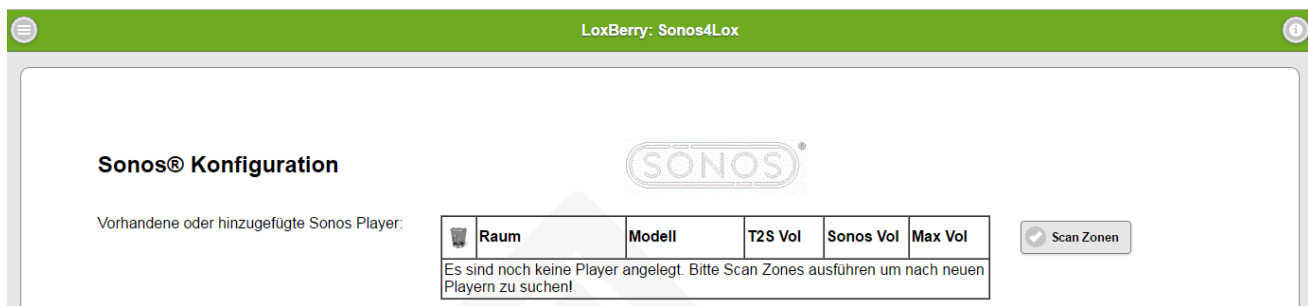 LoxBerry: Sonos4Lox
Sonos® Konfiguration
SONOS®
Vorhandene oder hinzugefügte Sonos Player:
Raum Modell T2S Vol Sonos Vol Max Vol
Scan Zonen
Es sind noch keine Player angelegt. Bitte Scan Zones ausführen um nach neuen
Playern zu suchen!